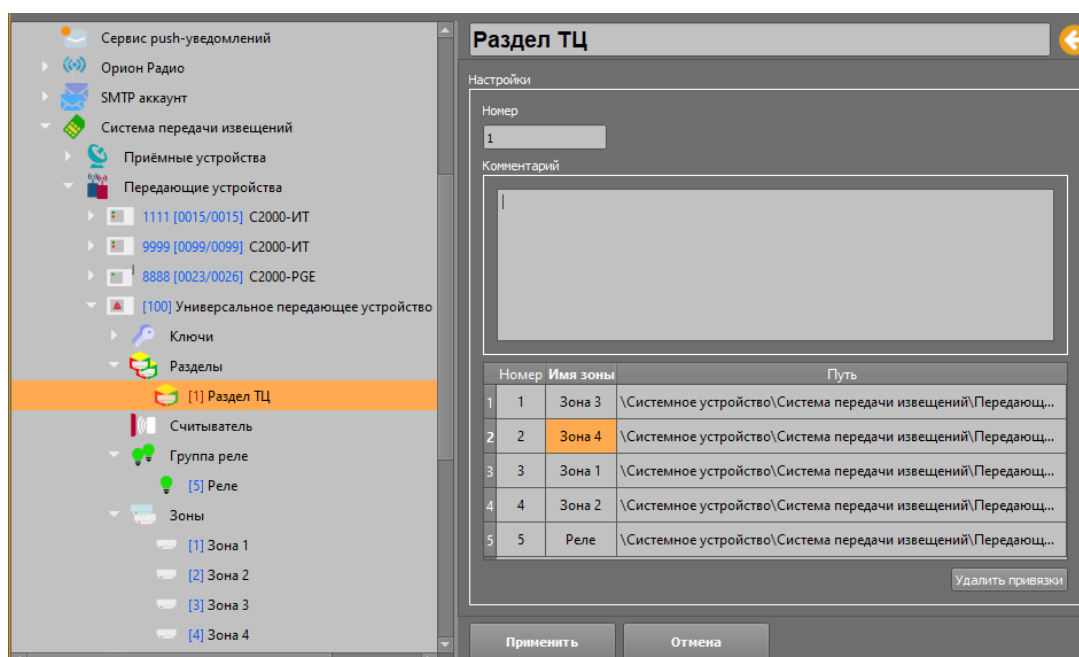 Сервис push-уведомлений
Орион Радио
SMTP аккаунт
Система передачи извещений
Приёмные устройства
Передающие устройства
1111 [0015/0015] С2000-ИТ
9999 [0099/0099] С2000-ИТ
8888 [0023/0026] С2000-PGE
[100] Универсальное передающее устройство
Ключи
Разделы
[1] Раздел ТЦ
Считыватель
Группа реле
[5] Реле
Зоны
[1] Зона 1
[2] Зона 2
[3] Зона 3
[4] Зона 4
Раздел ТЦ
Настройки
Номер
1
Комментарий
Номер Имя зоны Путь
1 1 Зона 3 \Системное устройство\Система передачи извещений\Передающ...
2 2 Зона 4 \Системное устройство\Система передачи извещений\Передающ...
3 3 Зона 1 \Системное устройство\Система передачи извещений\Передающ...
4 4 Зона 2 \Системное устройство\Система передачи извещений\Передающ...
5 5 Реле \Системное устройство\Система передачи извещений\Передающ...
Удалить привязки
Применить Отмена